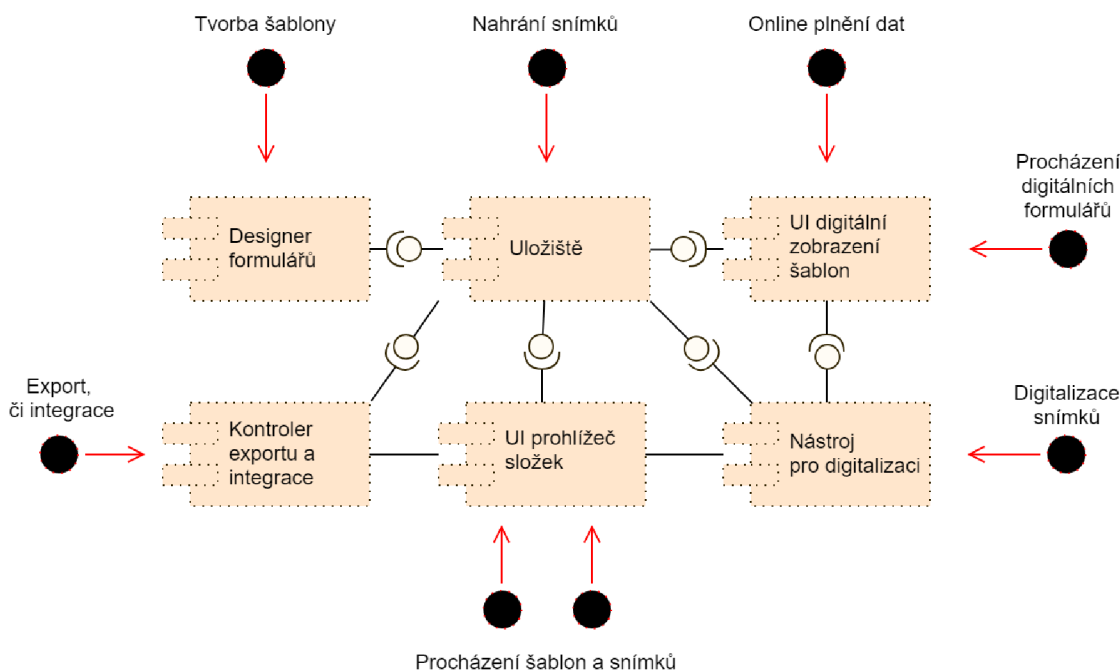 Tvorba šablony
Nahrání snímků
Online plnění dat
Procházení
digitálních
formulářů
Designer
formulářů
Uložiště
UI digitální
zobrazení
šablon
Export,
či integrace
Kontroler
exportu a
integrace
UI prohlížeč
složek
Nástroj
pro digitalizaci
Digitalizace
snímků
Procházení šablon a snímků